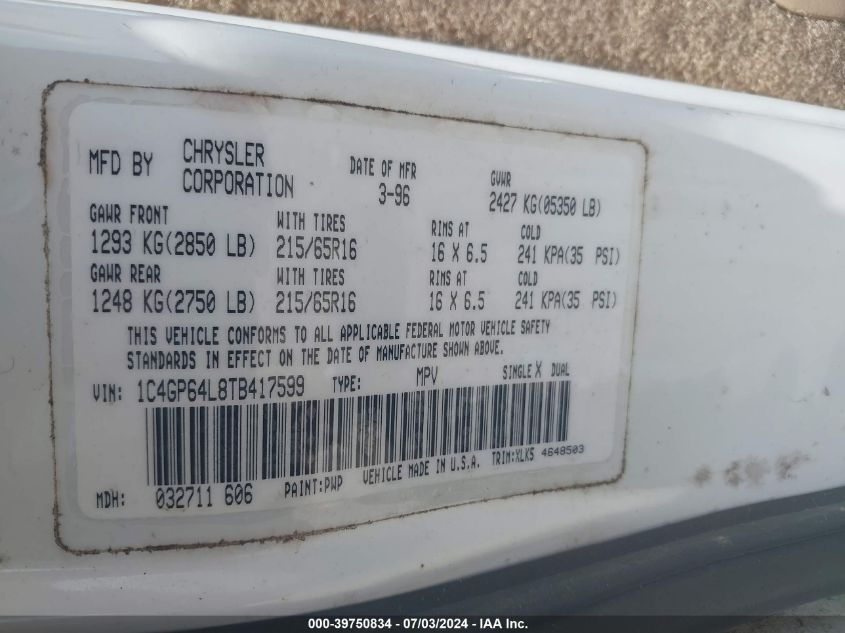 MFD BY CHRYSLER CORPORATION DATE OF MFR 3-96 GVWR 2427 KG(05350 LB)
GAWR FRONT WITH TIRES RIMS AT COLD
1293 KG(2850 LB) 215/65R16 16 X 6.5 241 KPA(35 PSI)
GAWR REAR WITH TIRES RIMS AT COLD
1248 KG(2750 LB) 215/65R16 16 X 6.5 241 KPA(35 PSI)
THIS VEHICLE CONFORMS TO ALL APPLICABLE FEDERAL MOTOR VEHICLE SAFETY
STANDARDS IN EFFECT ON THE DATE OF MANUFACTURE SHOWN ABOVE.
VIN: 1C4GP64L8TB417599 TYPE: MPV SINGLE X DUAL
MDH: 032711 606 PAINT:PWP VEHICLE MADE IN U.S.A. TRIM:XLK5 4648503
000-39750834 / 07/03/2024 - IAA Inc.